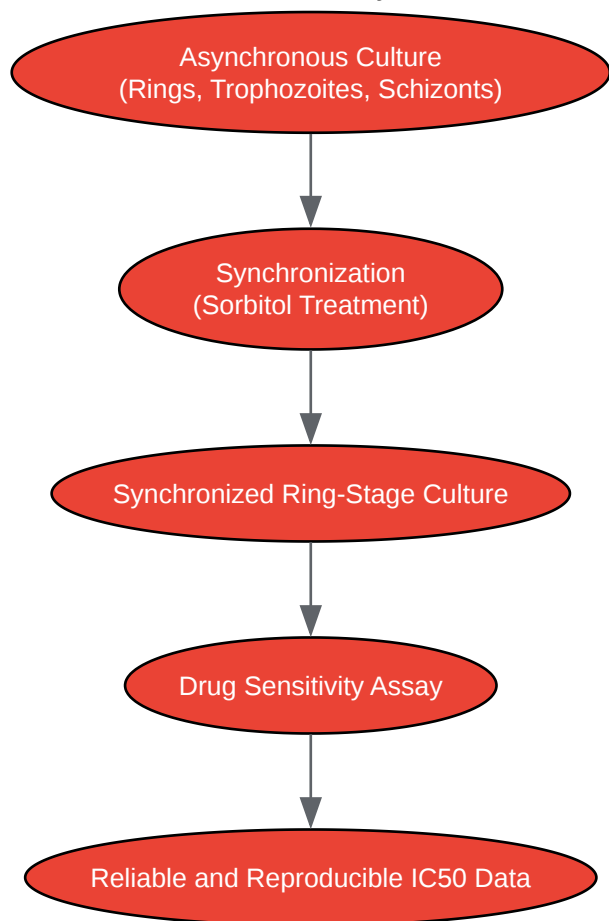 Asynchronous Culture
(Rings, Trophozoites, Schizonts)
Synchronization
(Sorbitol Treatment)
Synchronized Ring-Stage Culture
Drug Sensitivity Assay
Reliable and Reproducible IC50 Data